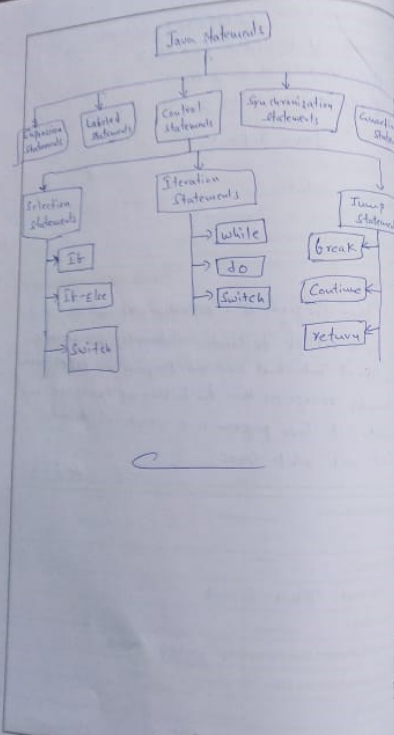 Java Statements
Expression
Statements
Labeled
Statements
Control
Statements
Synchronization
Statements
Selection
Statements
Iteration
Statements
Jump
If
If-Else
Switch
while
do
Switch
break
Continue
return